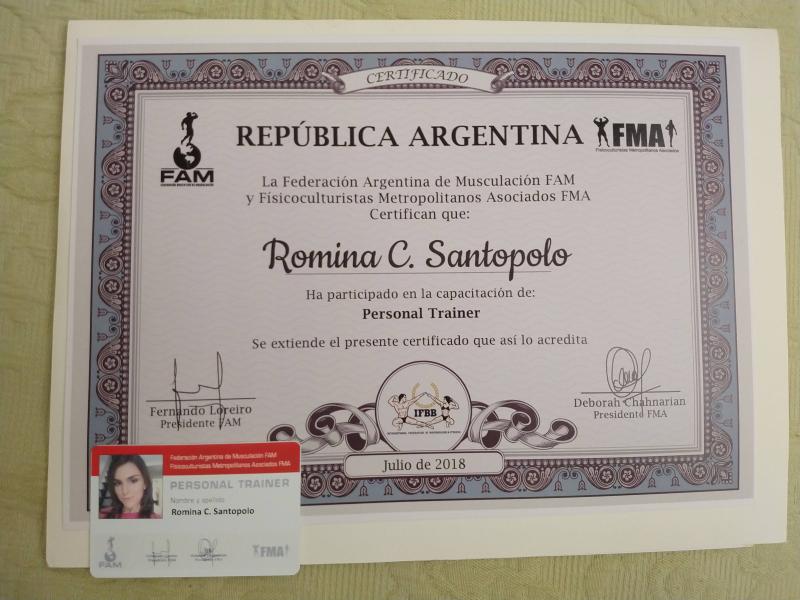 CERTIFICADO
REPÚBLICA ARGENTINA
FAM
FMA
Fisicoculturistas Metropolitanos Asociados
La Federación Argentina de Musculación FAM
y Físicoculturistas Metropolitanos Asociados FMA
Certifican que:
Romina C. Santopolo
Ha participado en la capacitación de:
Personal Trainer
Se extiende el presente certificado que así lo acredita
Fernando Loreiro
Presidente FAM
IFBB
Deborah Chahnarian
Presidente FMA
Julio de 2018
Federación Argentina de Musculación FAM
Fisicoculturistas Metropolitanos Asociados FMA
PERSONAL TRAINER
Nombre y apellido
Romina C. Santopolo
FAM
FMA